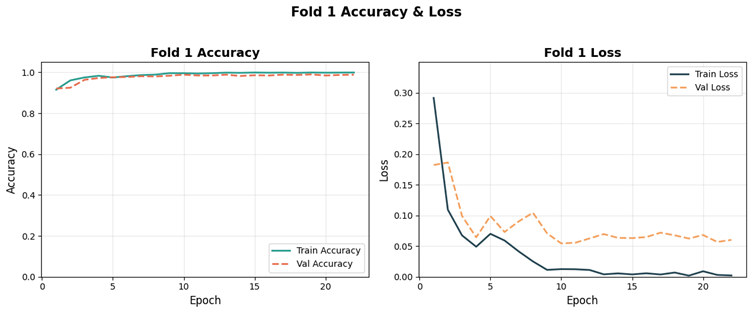 Fold 1 Accuracy & Loss
Fold 1 Accuracy
1.0
0.8
0.6
0.4
0.2
0.0
Accuracy
0
5
10
15
20
Epoch
Train Accuracy
Val Accuracy
Fold 1 Loss
0.30
0.25
0.20
0.15
0.10
0.05
0.00
Loss
0
5
10
15
20
Epoch
Train Loss
Val Loss